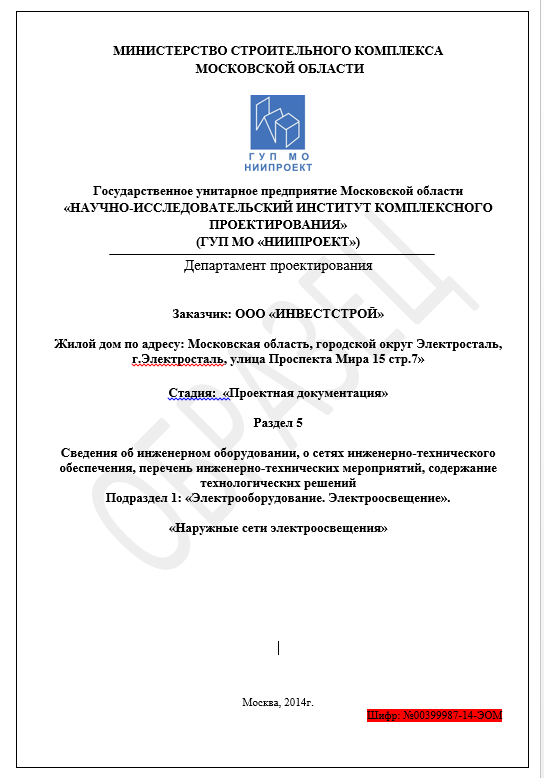 МИНИСТЕРСТВО СТРОИТЕЛЬНОГО КОМПЛЕКСА
МОСКОВСКОЙ ОБЛАСТИ
ГУП МО
НИИПРОЕКТ
Государственное унитарное предприятие Московской области
«НАУЧНО-ИССЛЕДОВАТЕЛЬСКИЙ ИНСТИТУТ КОМПЛЕКСНОГО
ПРОЕКТИРОВАНИЯ»
(ГУП МО «НИИПРОЕКТ»)
Департамент проектирования
Заказчик: ООО «ИНВЕСТСТРОЙ»
Жилой дом по адресу: Московская область, городской округ Электросталь,
г.Электросталь, улица Проспекта Мира 15 стр.7»
Стадия: «Проектная документация»
Раздел 5
Сведения об инженерном оборудовании, о сетях инженерно-технического
обеспечения, перечень инженерно-технических мероприятий, содержание
технологических решений
Подраздел 1: «Электрооборудование. Электроосвещение».
«Наружные сети электроосвещения»
ОБРАЗЕЦ
Москва, 2014г.
Шифр: №00399987-14-ЭОМ